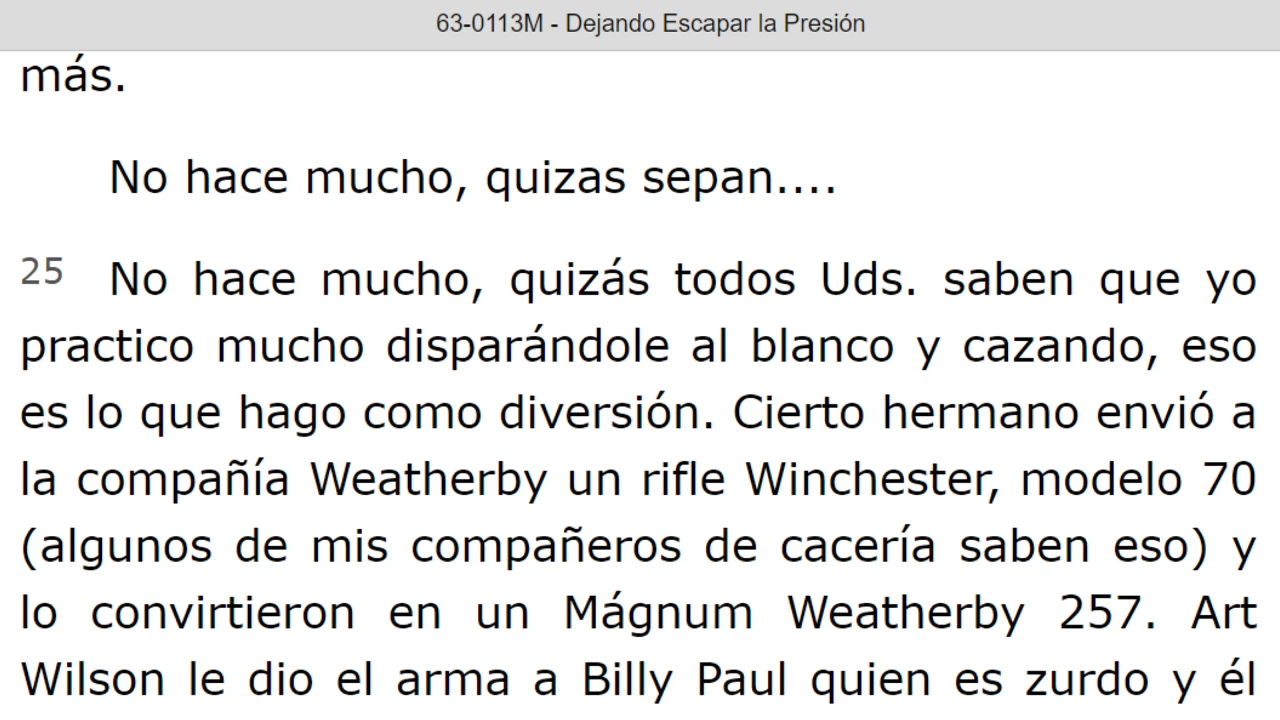 63-0113M - Dejando Escapar la Presión
más.
No hace mucho, quizas sepan....
25 No hace mucho, quizás todos Uds. saben que yo
practico mucho disparándole al blanco y cazando, eso
es lo que hago como diversión. Cierto hermano envió a
la compañía Weatherby un rifle Winchester, modelo 70
(algunos de mis compañeros de cacería saben eso) y
lo convirtieron en un Mágnum Weatherby 257. Art
Wilson le dio el arma a Billy Paul quien es zurdo y él